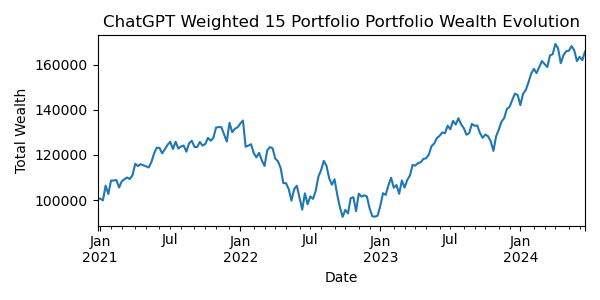 ChatGPT Weighted 15 Portfolio Portfolio Wealth Evolution
Total Wealth
160000
140000
120000
100000
Jan Jul Jan Jul Jan Jul Jan
2021 2022 2023 2024
Date